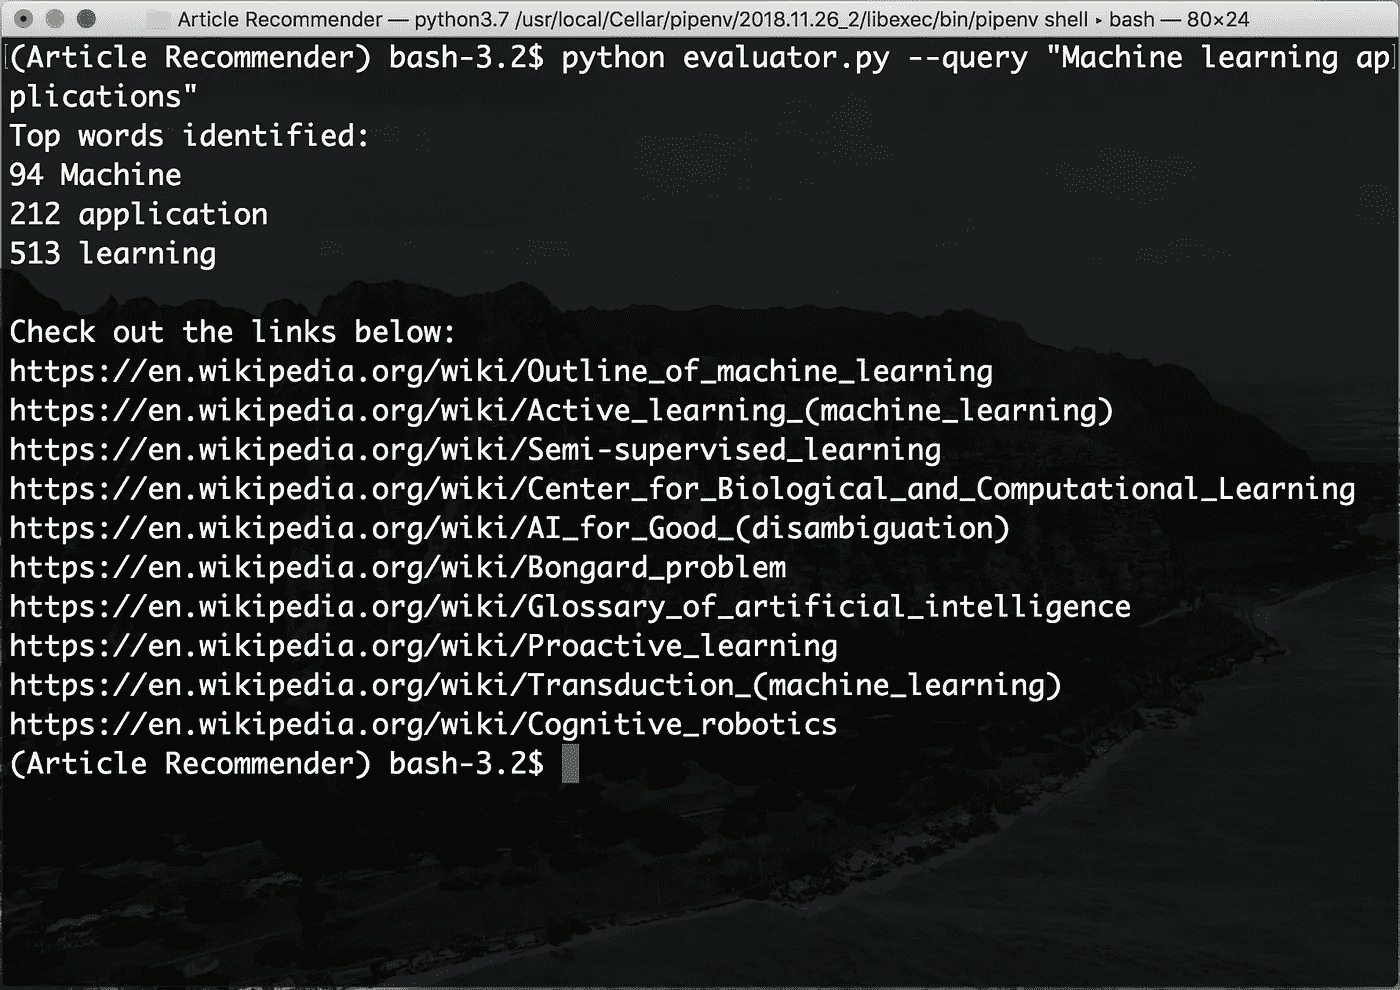 Article Recommender — python3.7 /usr/local/Cellar/pipenv/2018.11.26_2/libexec/bin/pipenv shell ▸ bash — 80×24
(Article Recommender) bash-3.2$ python evaluator.py --query "Machine learning ap
plications"
Top words identified:
94 Machine
212 application
513 learning
Check out the links below:
https://en.wikipedia.org/wiki/Outline_of_machine_learning
https://en.wikipedia.org/wiki/Active_learning_(machine_learning)
https://en.wikipedia.org/wiki/Semi-supervised_learning
https://en.wikipedia.org/wiki/Center_for_Biological_and_Computational_Learning
https://en.wikipedia.org/wiki/AI_for_Good_(disambiguation)
https://en.wikipedia.org/wiki/Bongard_problem
https://en.wikipedia.org/wiki/Glossary_of_artificial_intelligence
https://en.wikipedia.org/wiki/Proactive_learning
https://en.wikipedia.org/wiki/Transduction_(machine_learning)
https://en.wikipedia.org/wiki/Cognitive_robotics
(Article Recommender) bash-3.2$